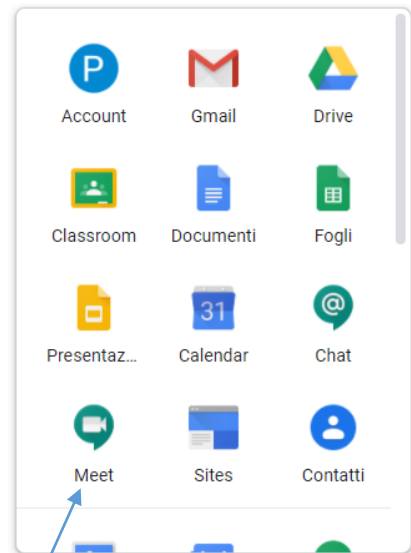 P
Account Gmail Drive
Classroom Documenti Fogli
31 @
Presentaz... Calendar Chat
Meet Sites Contatti